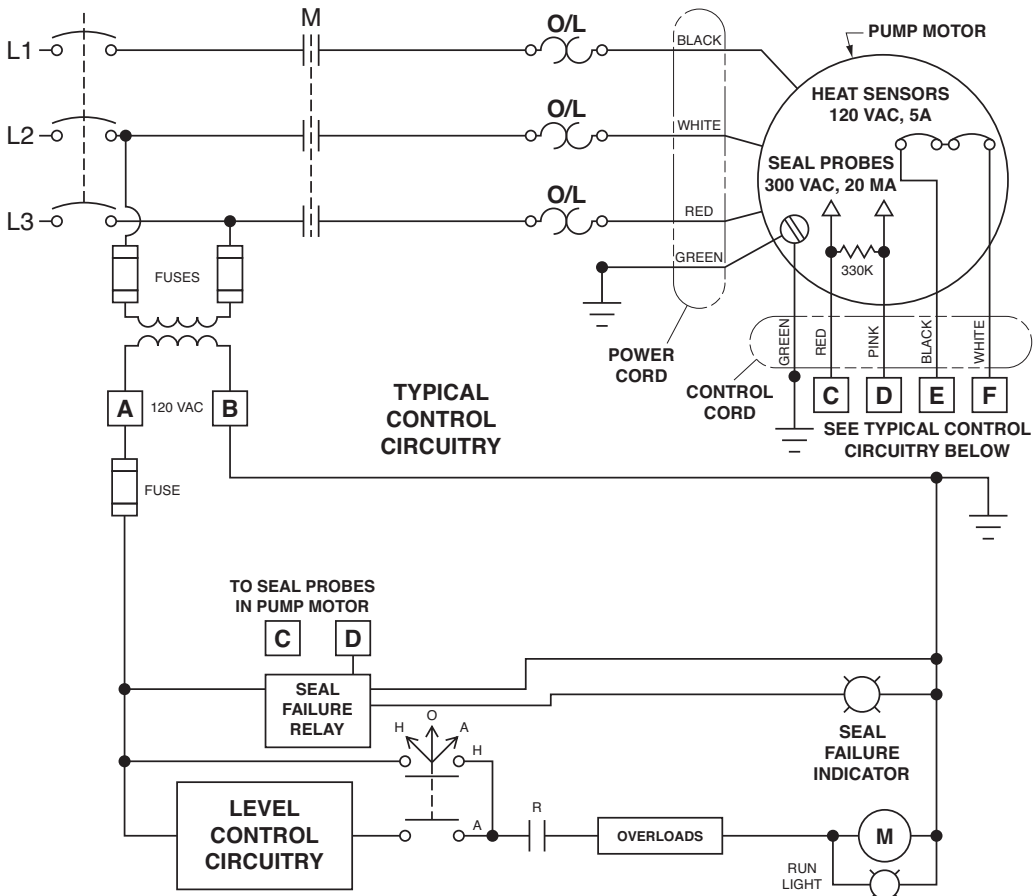 M
L1
O/L
BLACK
PUMP MOTOR
HEAT SENSORS
120 VAC, 5A
L2
O/L
WHITE
SEAL PROBES
300 VAC, 20 MA
L3
O/L
RED
GREEN
330K
FUSES
POWER
CORD
CONTROL
CORD
GREEN
RED
PINK
BLACK
WHITE
C
D
E
F
SEE TYPICAL CONTROL
CIRCUITRY BELOW
A
120 VAC
B
TYPICAL
CONTROL
CIRCUITRY
FUSE
TO SEAL PROBES
IN PUMP MOTOR
C
D
SEAL
FAILURE
RELAY
H
O
A
H
SEAL
FAILURE
INDICATOR
LEVEL
CONTROL
CIRCUITRY
A
R
OVERLOADS
M
RUN
LIGHT